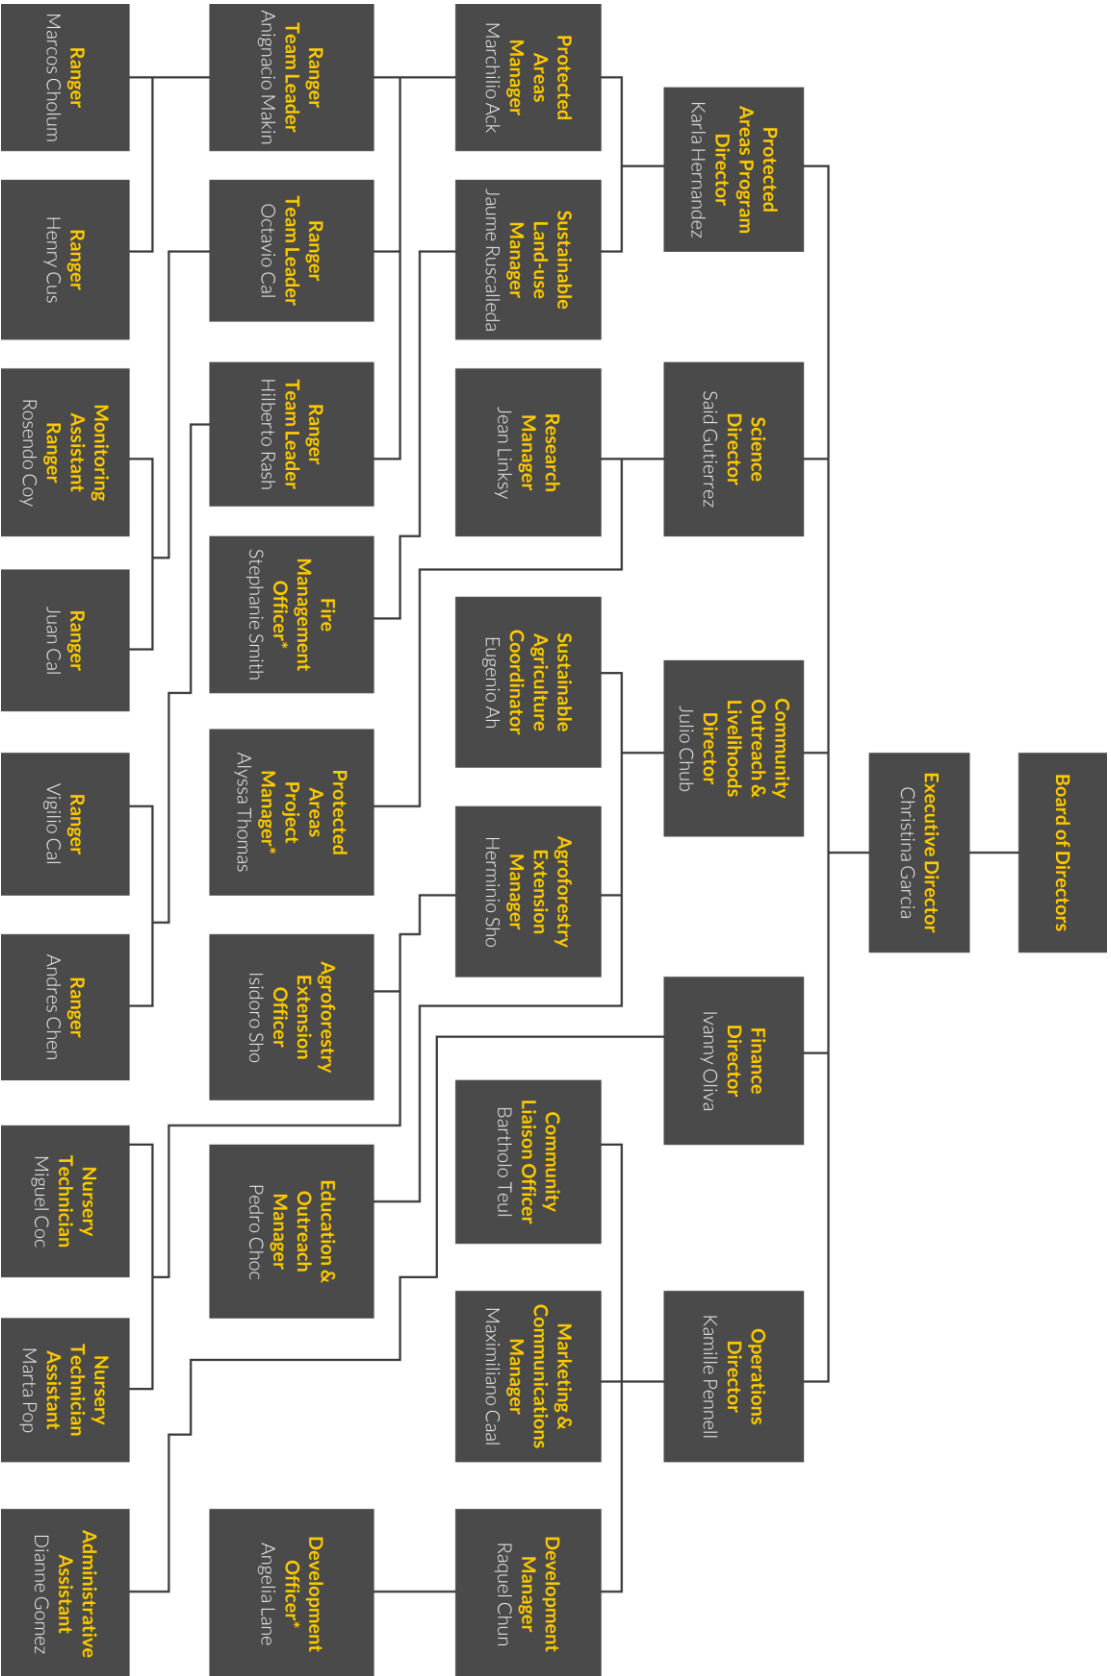 Board of Directors
Executive Director
Christina Garcia
Protected
Areas Program
Director
Karla Hernandez
Science
Director
Said Gutierrez
Community
Outreach &
Livelihoods
Director
Julio Chub
Finance
Director
Ivanny Oliva
Operations
Director
Kamille Pennell
Protected
Areas
Manager
Marchilio Ack
Sustainable
Land-use
Manager
Jaume Ruscalleda
Research
Manager
Jean Linksy
Sustainable
Agriculture
Coordinator
Eugenio Ah
Agroforestry
Extension
Manager
Herminio Sho
Community
Liaison Officer
Bartholo Teul
Marketing &
Communications
Manager
Maximiliano Caal
Development
Manager
Raquel Chun
Ranger
Team Leader
Anignacio Makin
Ranger
Team Leader
Octavio Cal
Ranger
Team Leader
Hilberto Rash
Fire
Management
Officer*
Stephanie Smith
Protected
Areas
Project
Manager*
Alyssa Thomas
Agroforestry
Extension
Officer
Isidoro Sho
Education &
Outreach
Manager
Pedro Choc
Development
Officer*
Angelia Lane
Ranger
Marcos Cholum
Ranger
Henry Cus
Monitoring
Assistant
Ranger
Rosendo Coy
Ranger
Juan Cal
Ranger
Vigilio Cal
Ranger
Andres Chen
Nursery
Technician
Miguel Coc
Nursery
Technician
Assistant
Marta Pop
Administrative
Assistant
Dianne Gomez